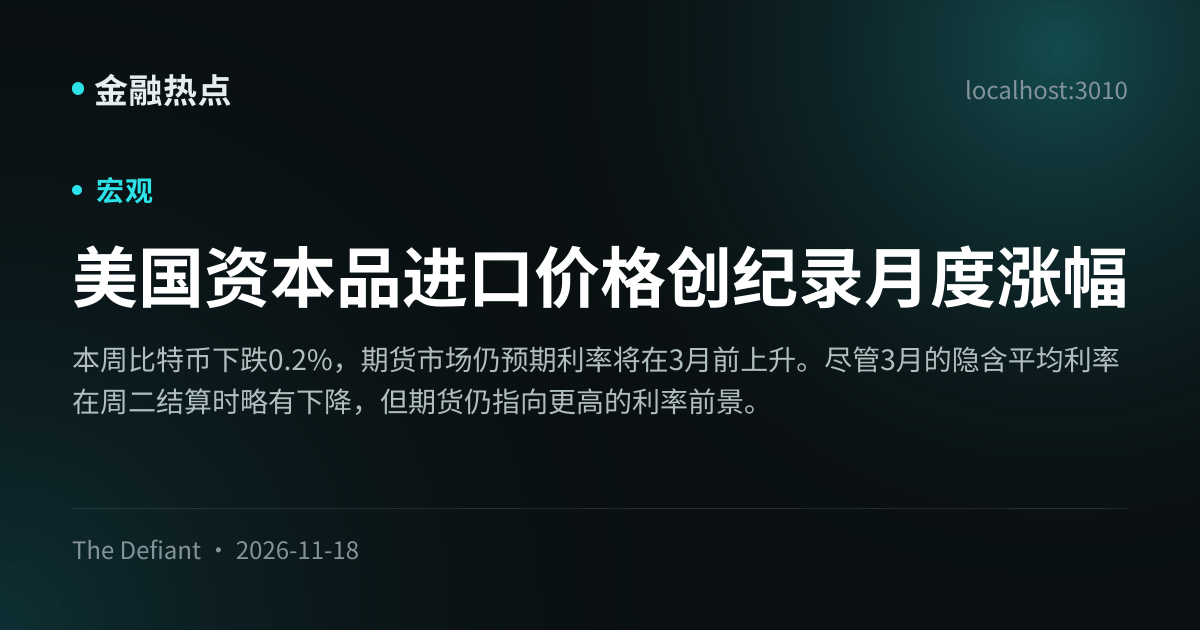 金融热点
localhost:3010
宏观
美国资本品进口价格创纪录月度涨幅
本周比特币下跌0.2%，期货市场仍预期利率将在3月前上升。尽管3月的隐含平均利率
在周二结算时略有下降，但期货仍指向更高的利率前景。
The Defiant · 2026-11-18